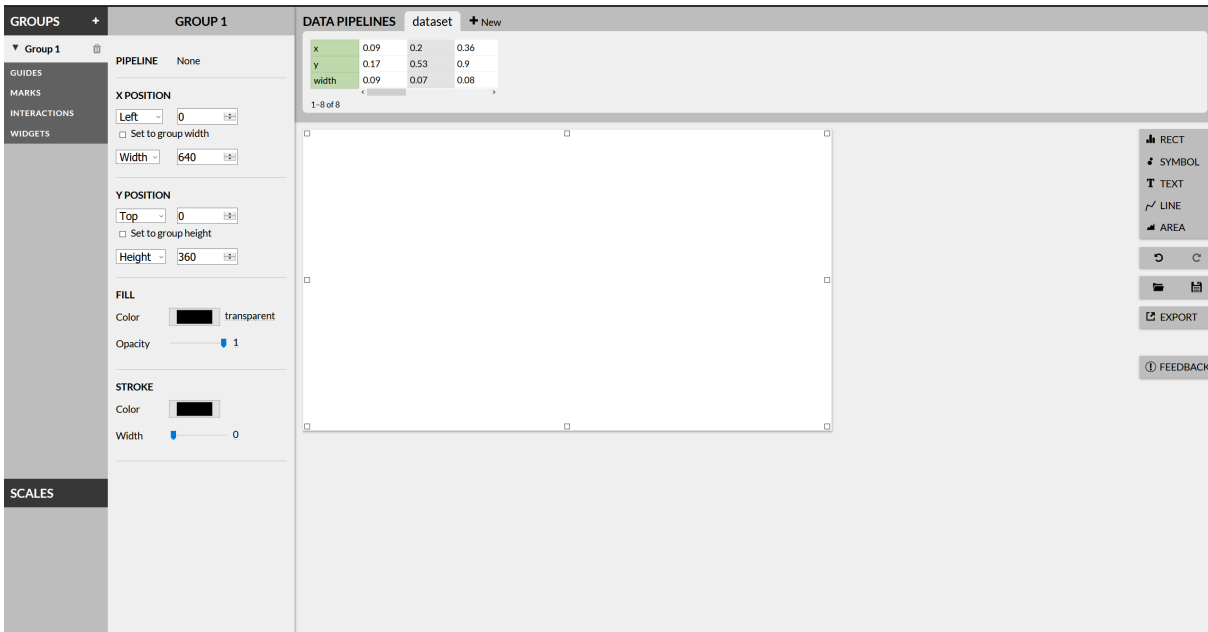 GROUPS +
Group 1
GUIDES
MARKS
INTERACTIONS
WIDGETS
SCALES
GROUP 1
PIPELINE None
X POSITION
Left 0
Set to group width
Width 640
Y POSITION
Top 0
Set to group height
Height 360
FILL
Color transparent
Opacity 1
STROKE
Color
Width 0
DATA PIPELINES dataset + New
x 0.09 0.2 0.36
y 0.17 0.53 0.9
width 0.09 0.07 0.08
1–8 of 8
RECT
SYMBOL
T TEXT
LINE
AREA
EXPORT
FEEDBACK